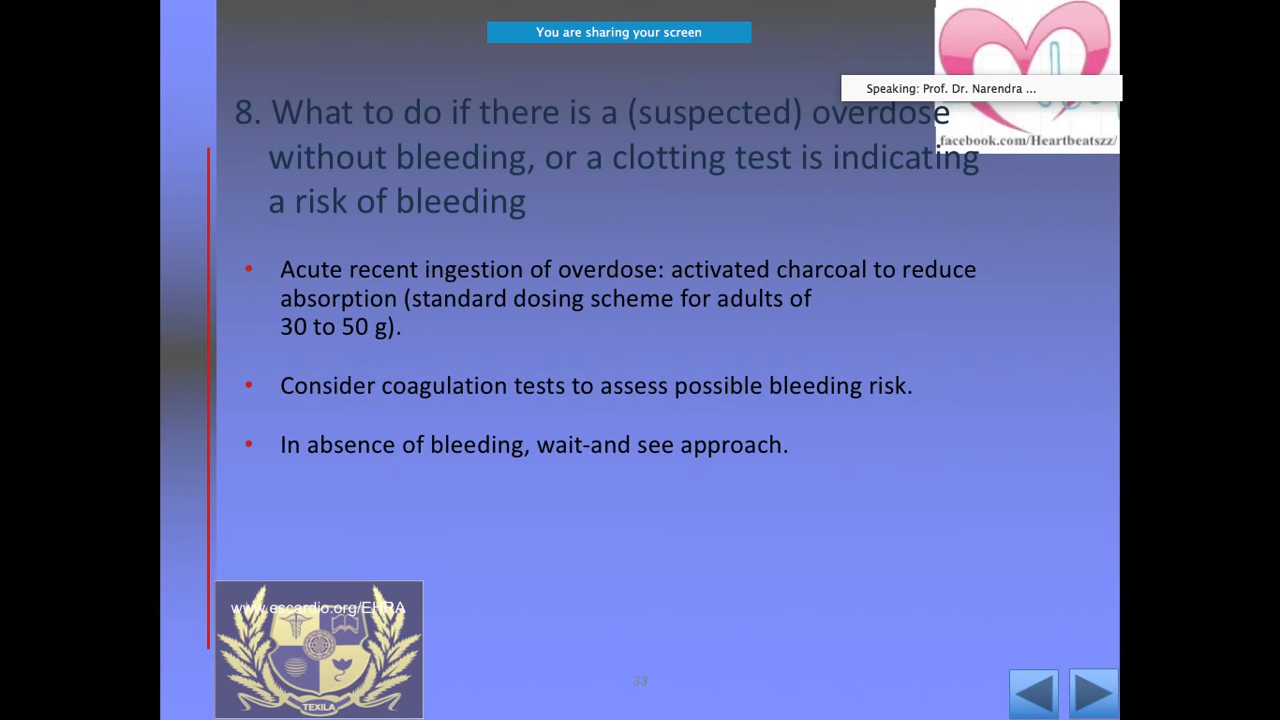 You are sharing your screen
Speaking: Prof. Dr. Narendra ...
facebook.com/Heartbeatszz/
8. What to do if there is a (suspected) overdose
without bleeding, or a clotting test is indicating
a risk of bleeding
• Acute recent ingestion of overdose: activated charcoal to reduce
absorption (standard dosing scheme for adults of
30 to 50 g).
• Consider coagulation tests to assess possible bleeding risk.
• In absence of bleeding, wait-and see approach.
www.escardio.org/EHRA
TEXILA
33